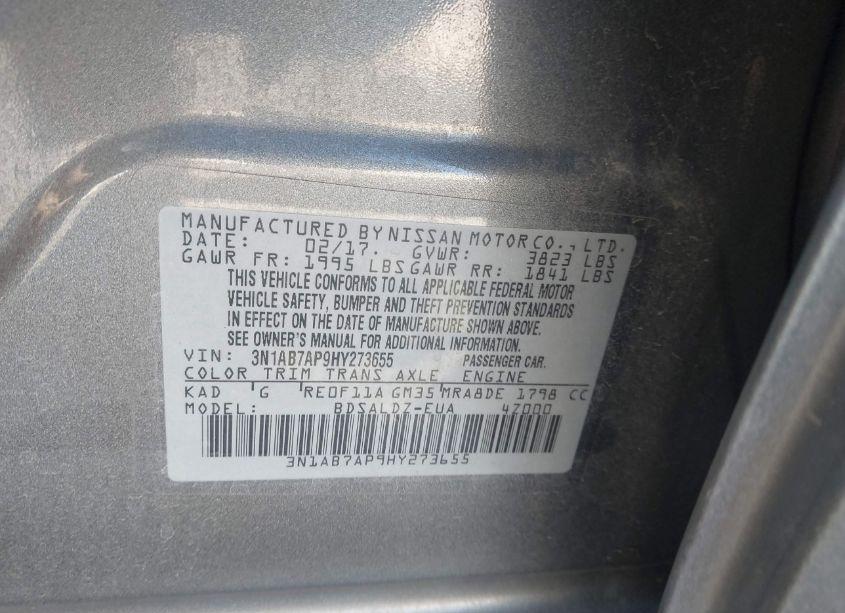 MANUFACTURED BY NISSAN MOTOR CO., LTD.
DATE: 02/17. GVWR: 3823 LBS
GAWR FR: 1995 LBS GAWR RR: 1841 LBS
THIS VEHICLE CONFORMS TO ALL APPLICABLE FEDERAL MOTOR
VEHICLE SAFETY, BUMPER AND THEFT PREVENTION STANDARDS
IN EFFECT ON THE DATE OF MANUFACTURE SHOWN ABOVE.
SEE OWNER'S MANUAL FOR ADDITIONAL INFORMATION.
VIN: 3N1AB7AP9HY273655 PASSENGER CAR.
COLOR TRIM TRANS AXLE ENGINE
KAD G RE0F11A GM35 MRA8DE 1798 CC
MODEL: BDSALDZ-EUA 4Z000
3N1AB7AP9HY273655